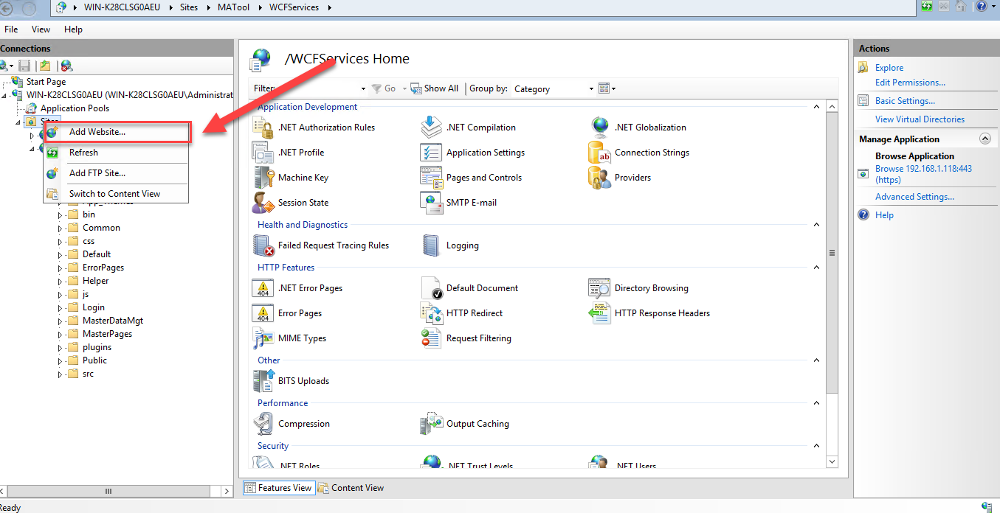 WIN-K28CLSG0AEU Sites MATool WCFServices
File View Help
Connections
Start Page
WIN-K28CLSG0AEU (WIN-K28CLSG0AEU\Administrat
Application Pools
Sites
Add Website...
Refresh
Add FTP Site...
Switch to Content View
App_Themes
bin
Common
css
Default
ErrorPages
Helper
js
Login
MasterDataMgt
MasterPages
plugins
Public
src
/WCFServices Home
Filter: Go Show All Group by: Category
Application Development
.NET Authorization Rules .NET Compilation .NET Globalization
.NET Profile Application Settings Connection Strings
ab
Machine Key Pages and Controls Providers
Session State SMTP E-mail
Health and Diagnostics
Failed Request Tracing Rules Logging
HTTP Features
404 .NET Error Pages Default Document Directory Browsing
404 Error Pages HTTP Redirect HTTP Response Headers
MIME Types Request Filtering
Other
BITS Uploads
Performance
Compression Output Caching
Security
.NET Roles .NET Trust Levels .NET Users
Features View Content View
Actions
Explore
Edit Permissions...
Basic Settings...
View Virtual Directories
Manage Application
Browse Application
Browse 192.168.1.118:443
(https)
Advanced Settings...
Help
Ready